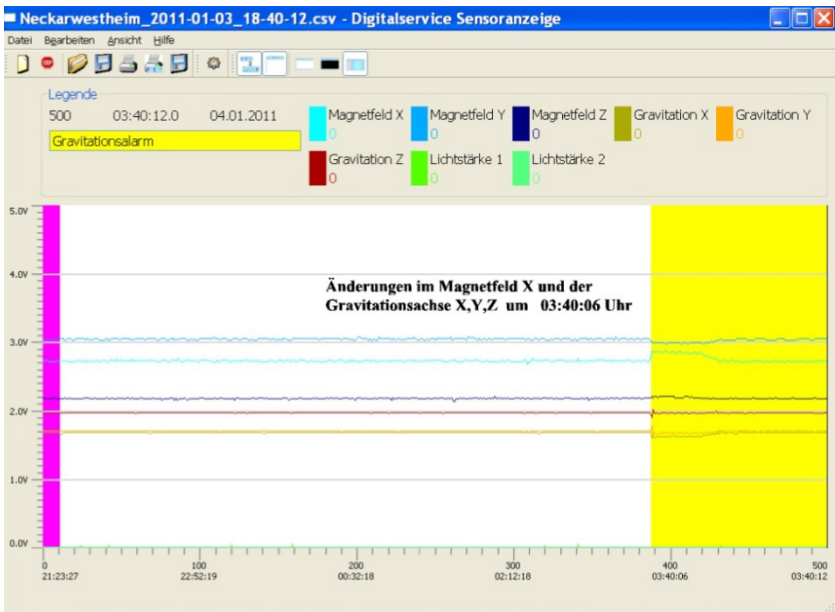 Neckarwestheim_2011-01-03_18-40-12.csv - Digitalservice Sensoranzeige
Datei Bearbeiten Ansicht Hilfe
Legende
500 03:40:12.0 04.01.2011
Gravitationsalarm
Magnetfeld X Magnetfeld Y Magnetfeld Z Gravitation X Gravitation Y
0 0 0 0 0
Gravitation Z Lichtstärke 1 Lichtstärke 2
0 0 0
5.0V
4.0V
Änderungen im Magnetfeld X und der
Gravitationsachse X,Y,Z um 03:40:06 Uhr
3.0V
2.0V
1.0V
0.0V
0 100 200 300 400 500
21:23:27 22:52:19 00:32:18 02:12:18 03:40:06 03:40:12